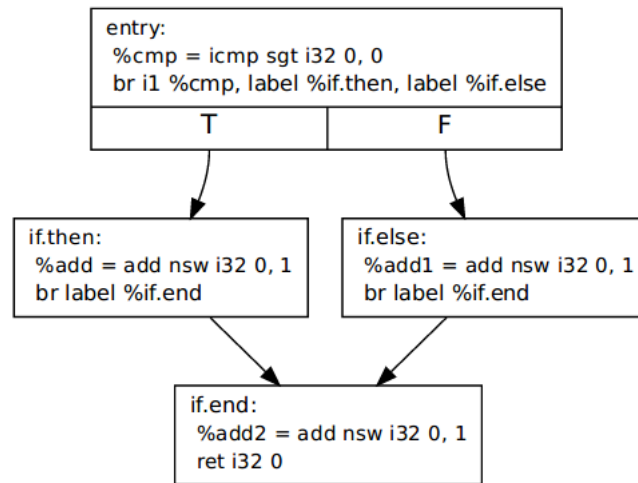 entry:
%cmp = icmp sgt i32 0, 0
br i1 %cmp, label %if.then, label %if.else
T F
if.then:
%add = add nsw i32 0, 1
br label %if.end
if.else:
%add1 = add nsw i32 0, 1
br label %if.end
if.end:
%add2 = add nsw i32 0, 1
ret i32 0